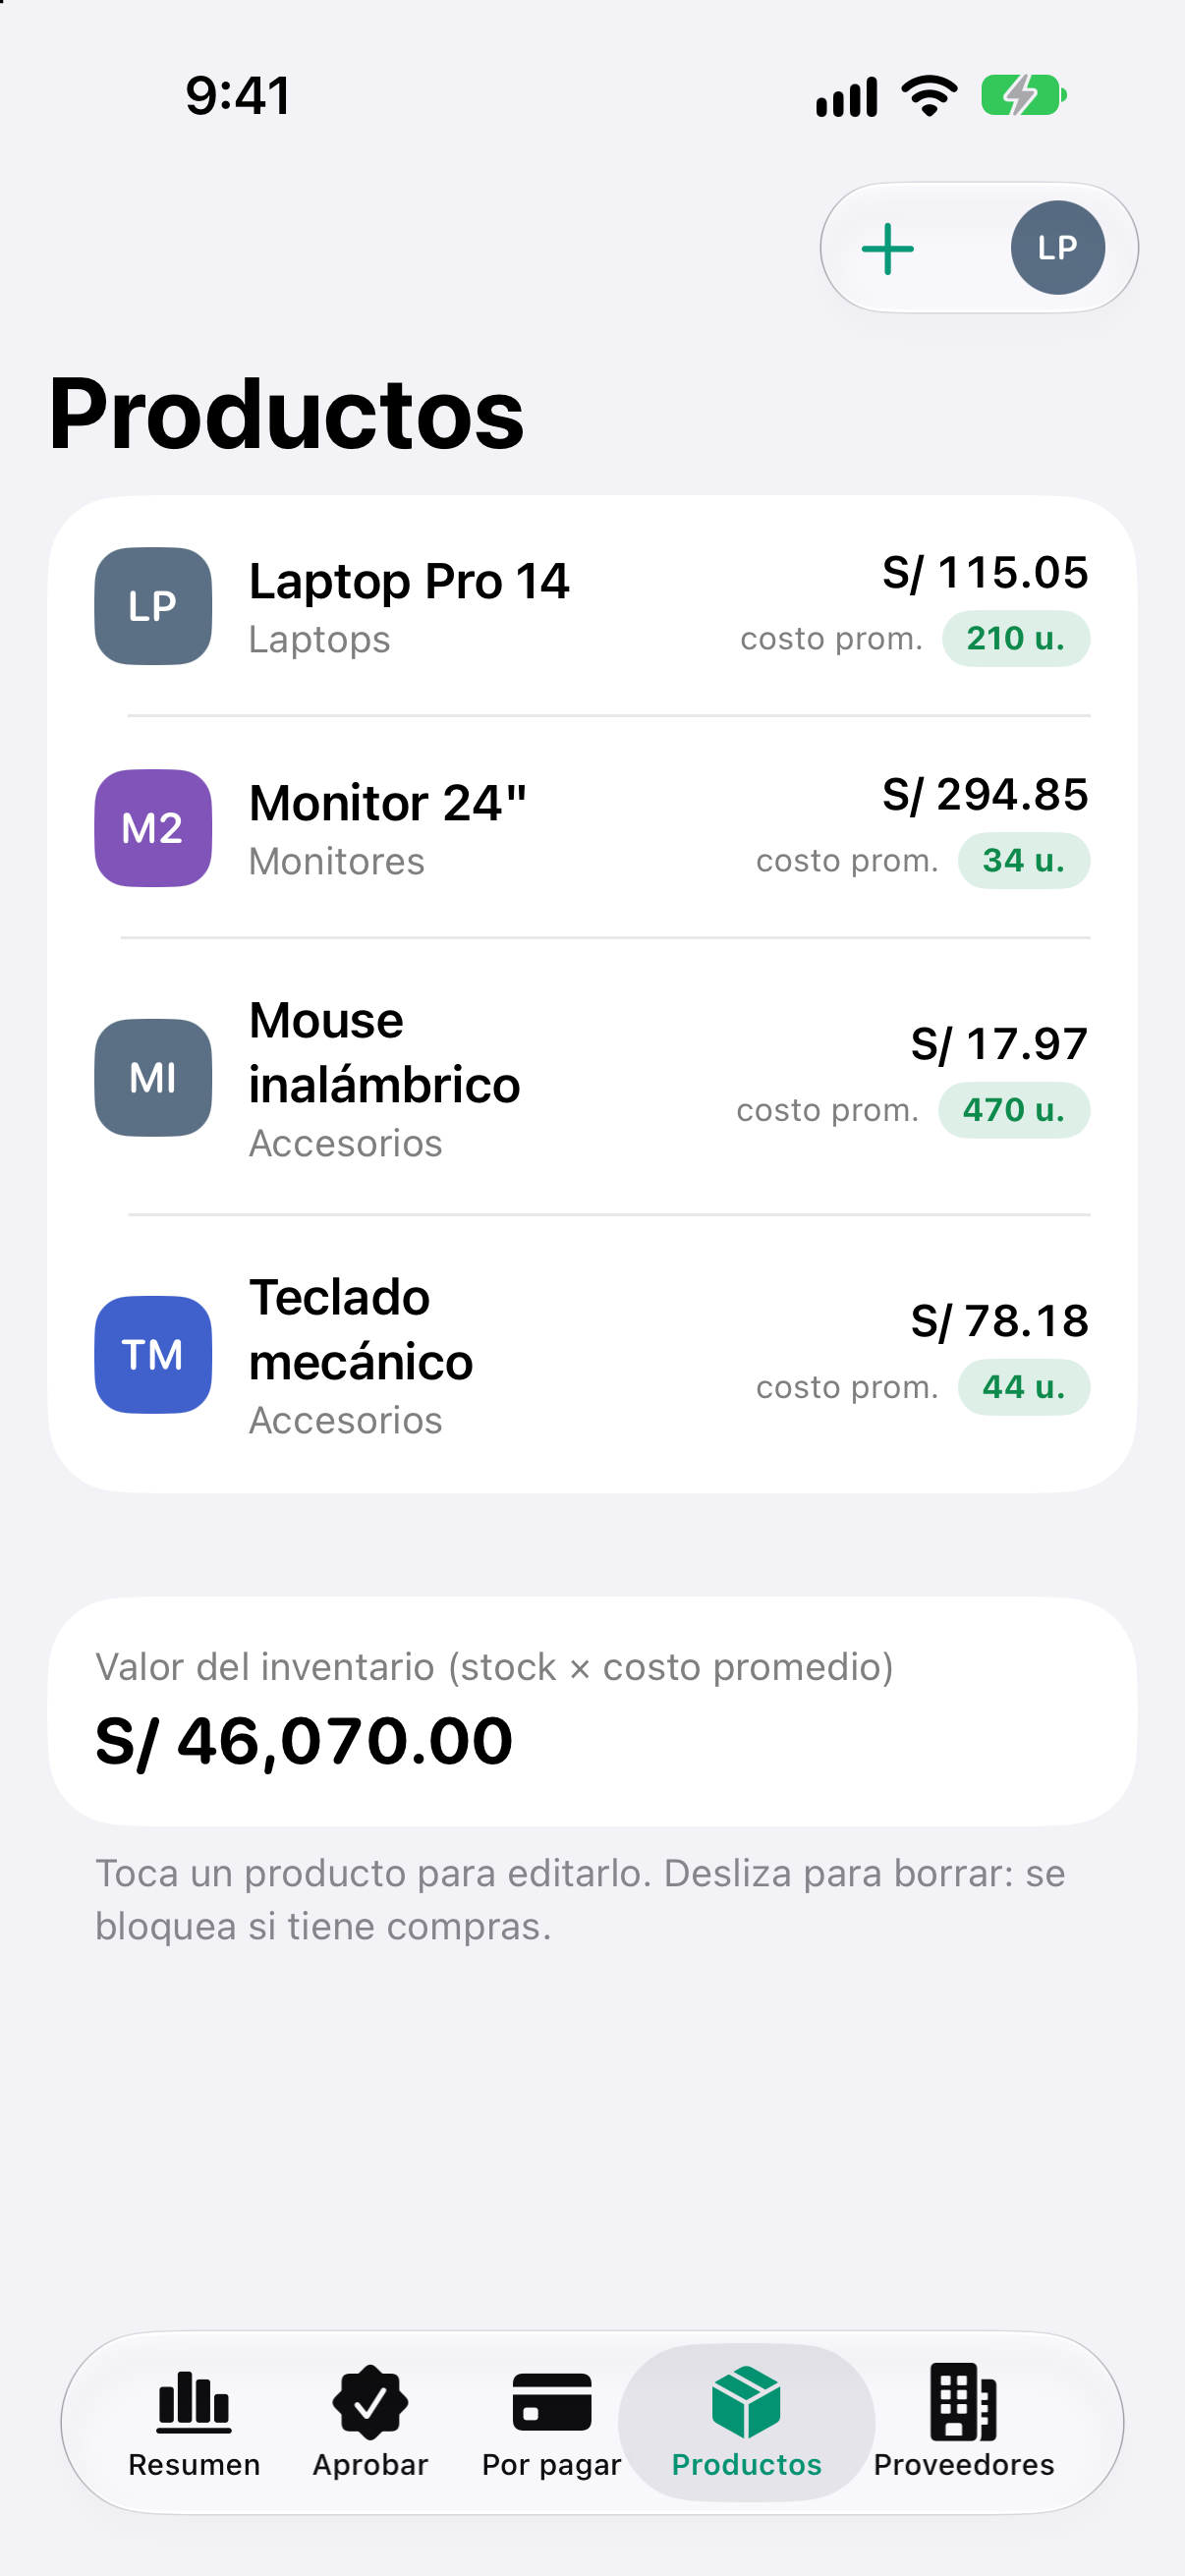 9:41
LP
Productos
LP
Laptop Pro 14
Laptops
S/ 115.05
costo prom. 210 u.
M2
Monitor 24"
Monitores
S/ 294.85
costo prom. 34 u.
MI
Mouse
inalámbrico
Accesorios
S/ 17.97
costo prom. 470 u.
TM
Teclado
mecánico
Accesorios
S/ 78.18
costo prom. 44 u.
Valor del inventario (stock × costo promedio)
S/ 46,070.00
Toca un producto para editarlo. Desliza para borrar: se
bloquea si tiene compras.
Resumen Aprobar Por pagar Productos Proveedores